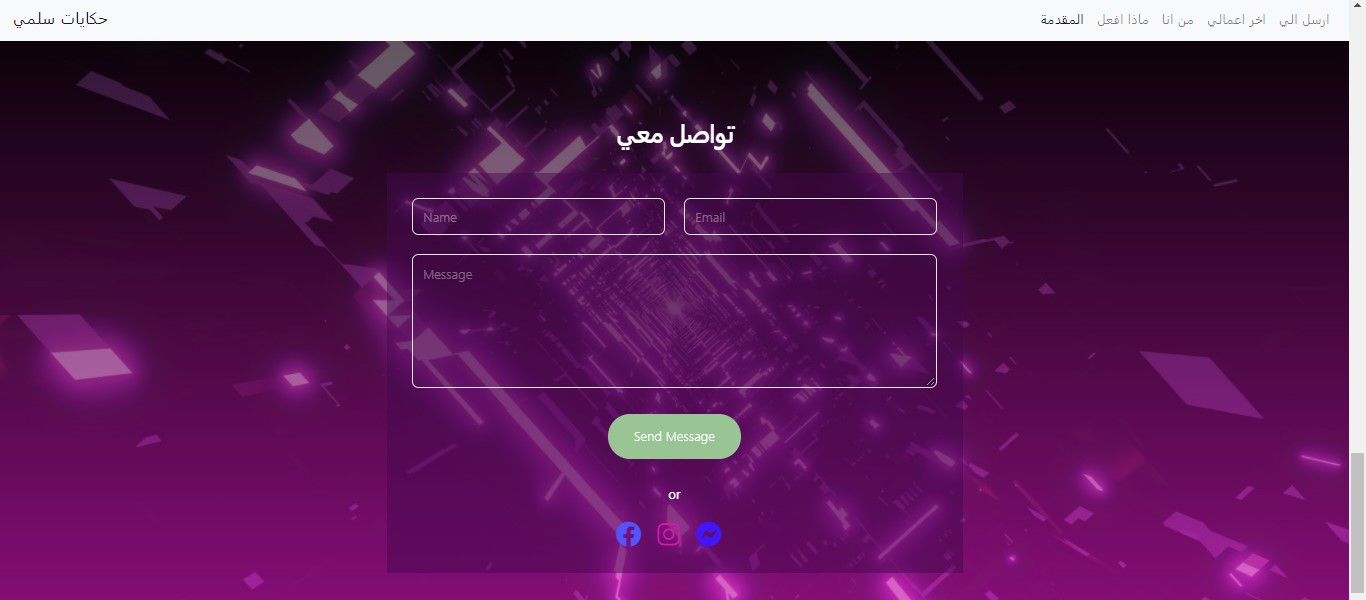 حكايات سلمي
المقدمة ماذا افعل من انا اخر اعمالي ارسل الي
تواصل معي
Name
Email
Message
Send Message
or